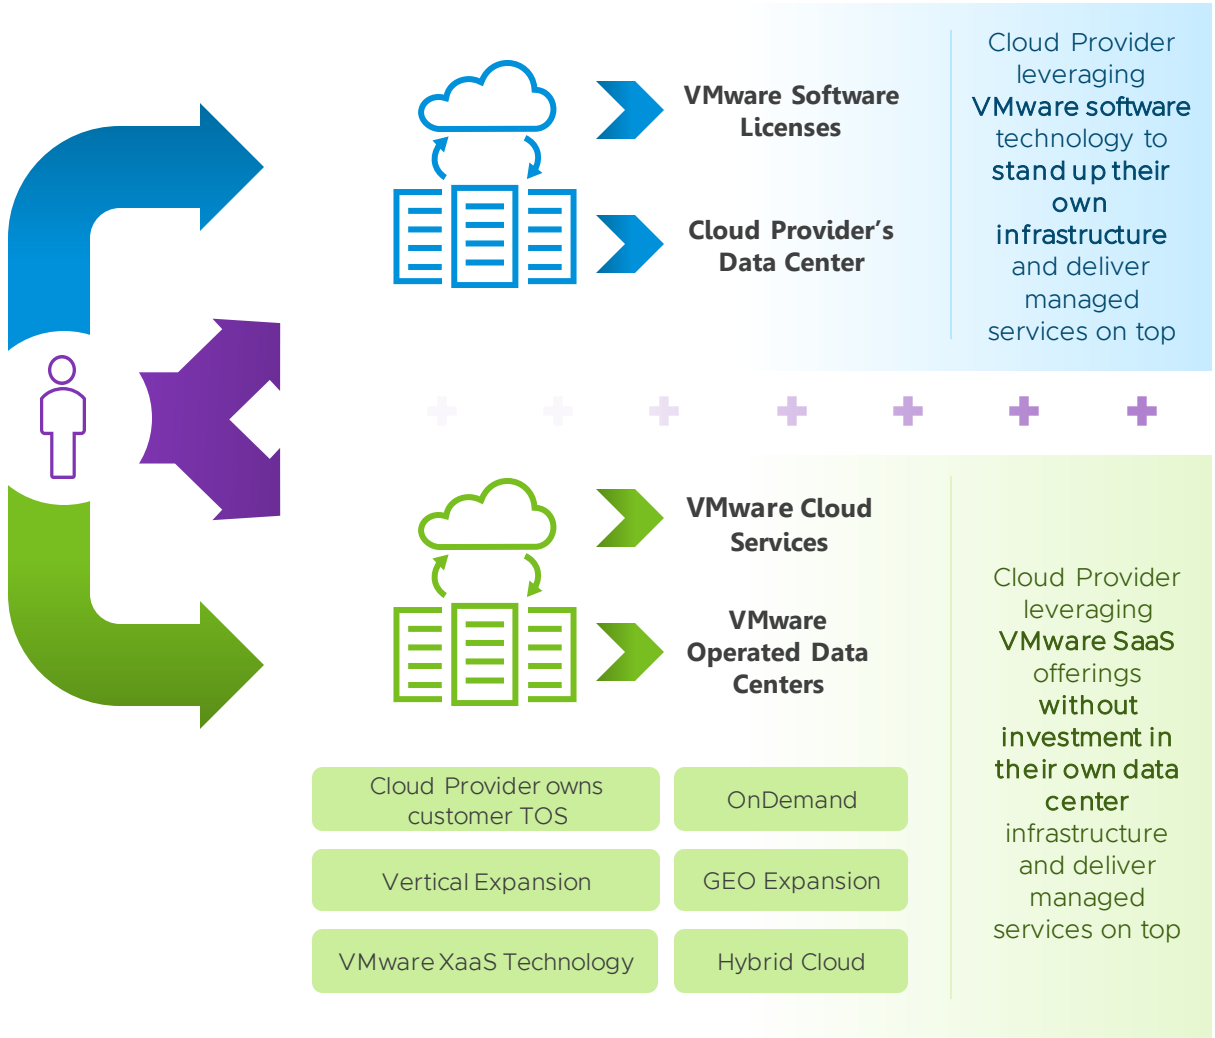 VMware Software
Licenses
Cloud Provider’s
Data Center
Cloud Provider
leveraging
VMware software
technology to
stand up their
own
infrastructure
and deliver
managed
services on top
VMware Cloud
Services
VMware
Operated Data
Centers
Cloud Provider
leveraging
VMware SaaS
offerings
without
investment in
their own data
center
infrastructure
and deliver
managed
services on top
Cloud Provider owns
customer TOS
OnDemand
Vertical Expansion
GEO Expansion
VMware XaaS Technology
Hybrid Cloud